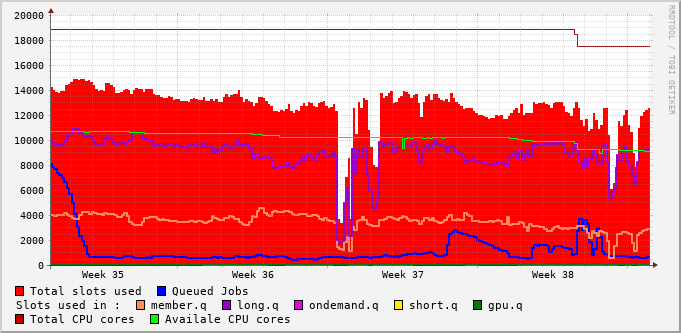 20000
18000
16000
14000
12000
10000
8000
6000
4000
2000
0
Week 35 Week 36 Week 37 Week 38
RRDTOOL / TOBI OETIKER
Total slots used Queued Jobs
Slots used in : member.q long.q ondemand.q short.q gpu.q
Total CPU cores Availale CPU cores